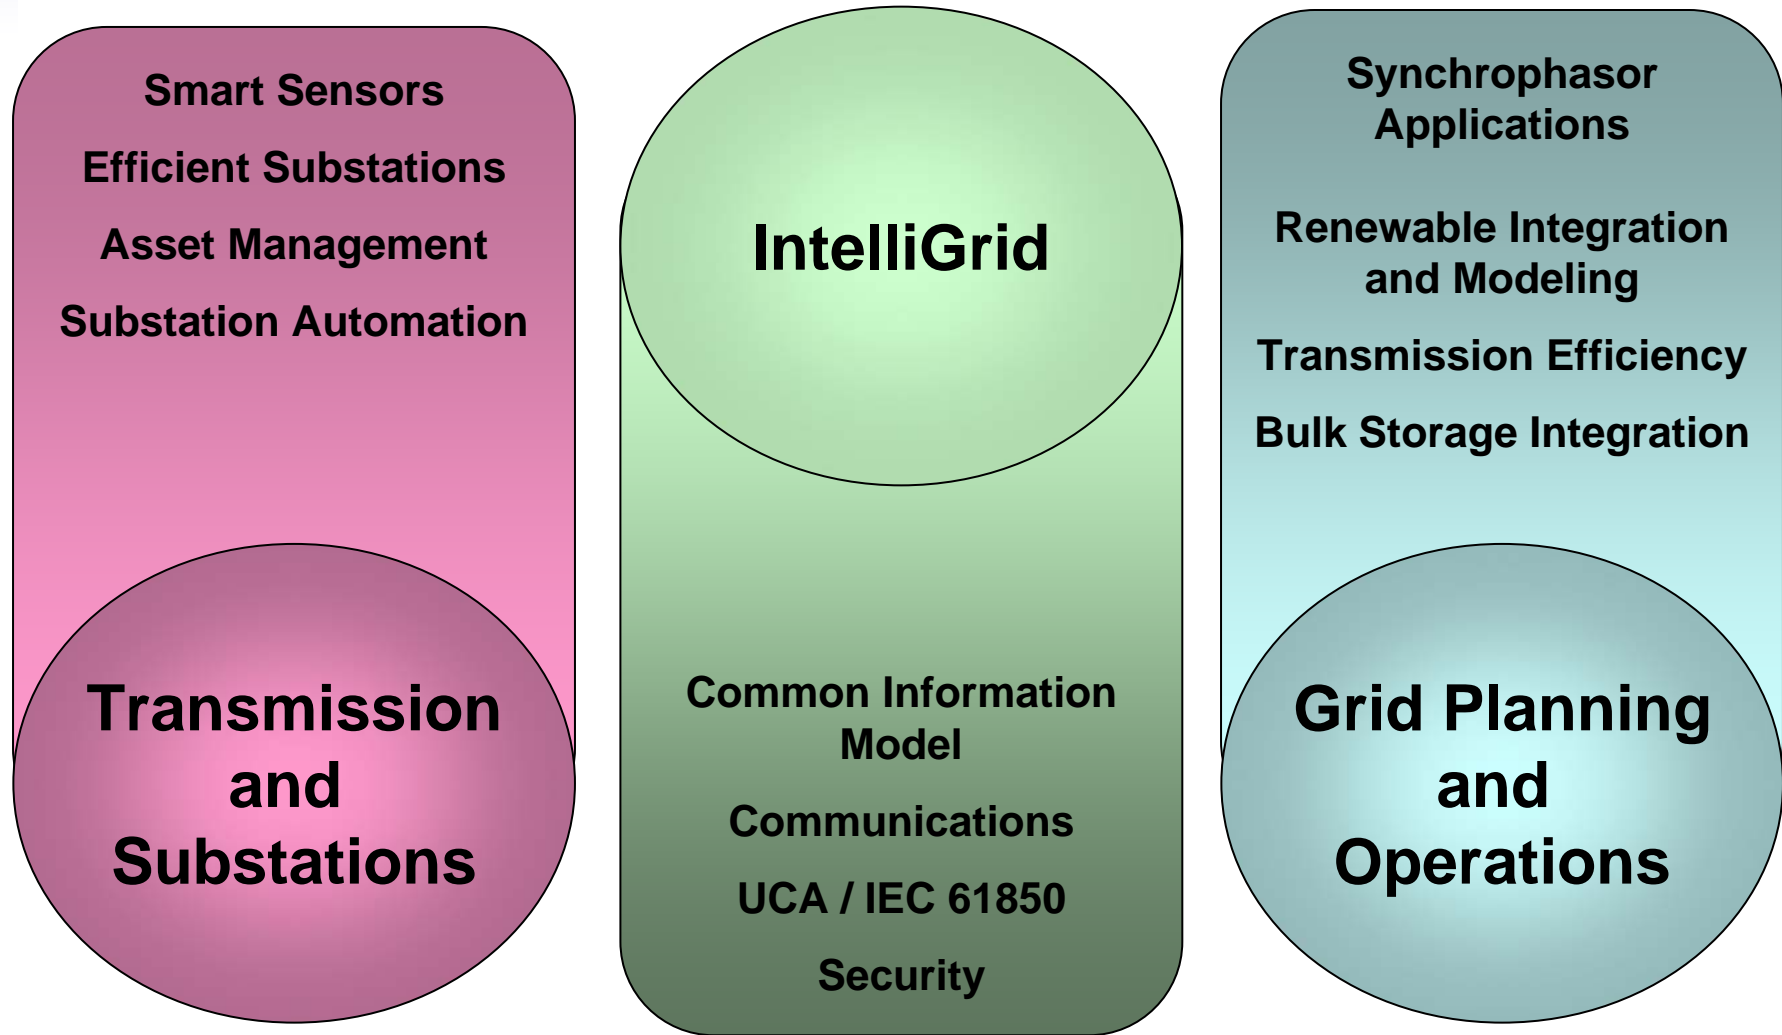 Smart Sensors
Efficient Substations
Asset Management
Substation Automation
Transmission
and
Substations
IntelliGrid
Common Information
Model
Communications
UCA / IEC 61850
Security
Synchrophasor
Applications
Renewable Integration
and Modeling
Transmission Efficiency
Bulk Storage Integration
Grid Planning
and
Operations